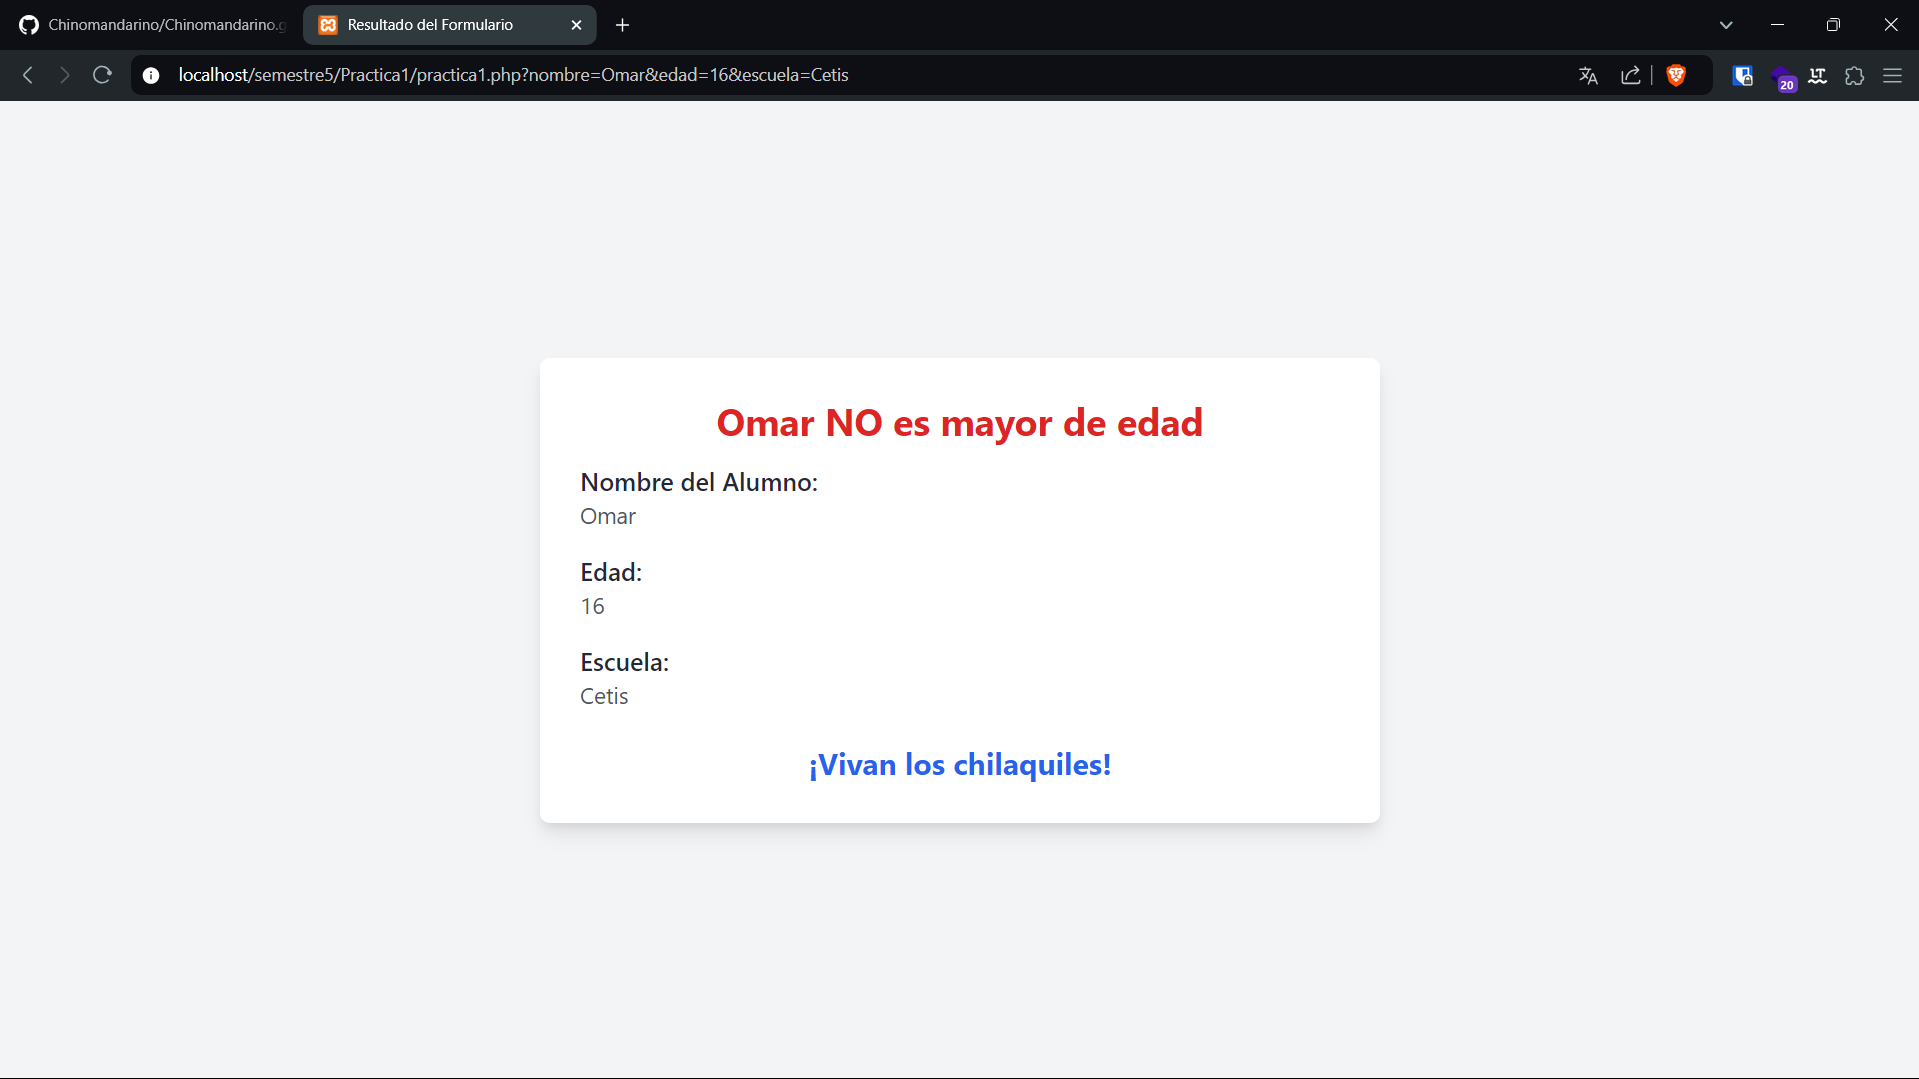 Chinomandarino/Chinomandarino.g
Resultado del Formulario
localhost/semestre5/Practica1/practica1.php?nombre=Omar&edad=16&escuela=Cetis
20
LT
Omar NO es mayor de edad
Nombre del Alumno:
Omar
Edad:
16
Escuela:
Cetis
¡Vivan los chilaquiles!